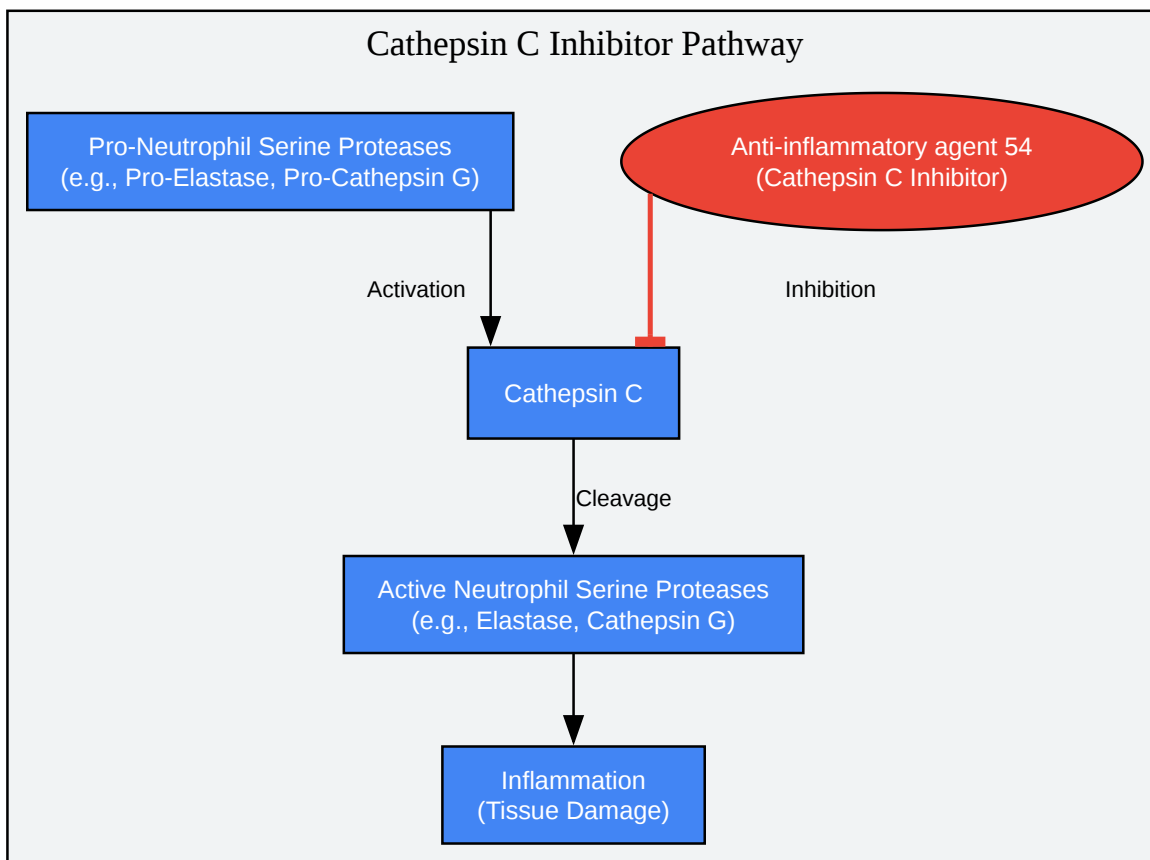 Cathepsin C Inhibitor Pathway
Pro-Neutrophil Serine Proteases
(e.g., Pro-Elastase, Pro-Cathepsin G)
Anti-inflammatory agent 54
(Cathepsin C Inhibitor)
Activation
Inhibition
Cathepsin C
Cleavage
Active Neutrophil Serine Proteases
(e.g., Elastase, Cathepsin G)
Inflammation
(Tissue Damage)